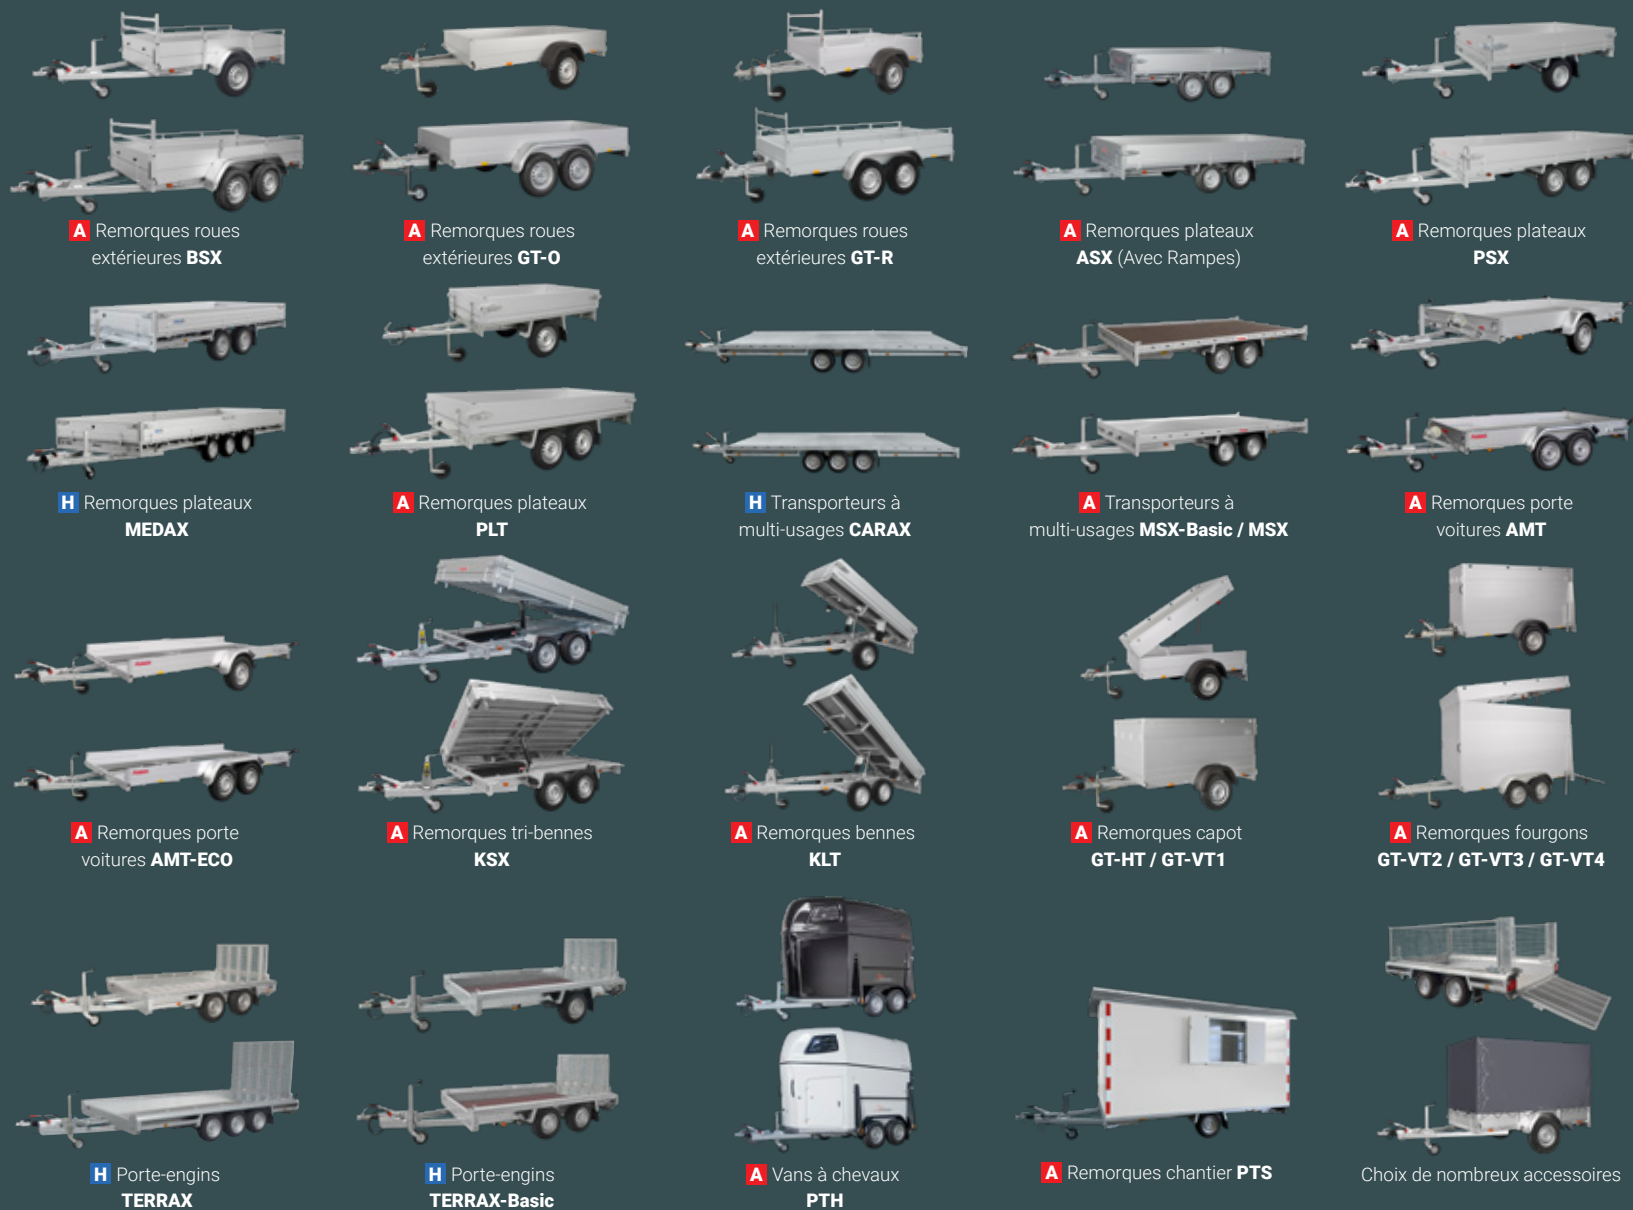 A Remorques roues
extérieures BSX
A Remorques roues
extérieures GT-O
A Remorques roues
extérieures GT-R
A Remorques plateaux
ASX (Avec Rampes)
A Remorques plateaux
PSX
H Remorques plateaux
MEDAX
A Remorques plateaux
PLT
H Transporteurs à
multi-usages CARAX
A Transporteurs à
multi-usages MSX-Basic / MSX
A Remorques porte
voitures AMT
A Remorques porte
voitures AMT-ECO
A Remorques tri-bennes
KSX
A Remorques bennes
KLT
A Remorques capot
GT-HT / GT-VT1
A Remorques fourgons
GT-VT2 / GT-VT3 / GT-VT4
H Porte-engins
TERRAX
H Porte-engins
TERRAX-Basic
A Vans à chevaux
PTH
A Remorques chantier PTS
Choix de nombreux accessoires